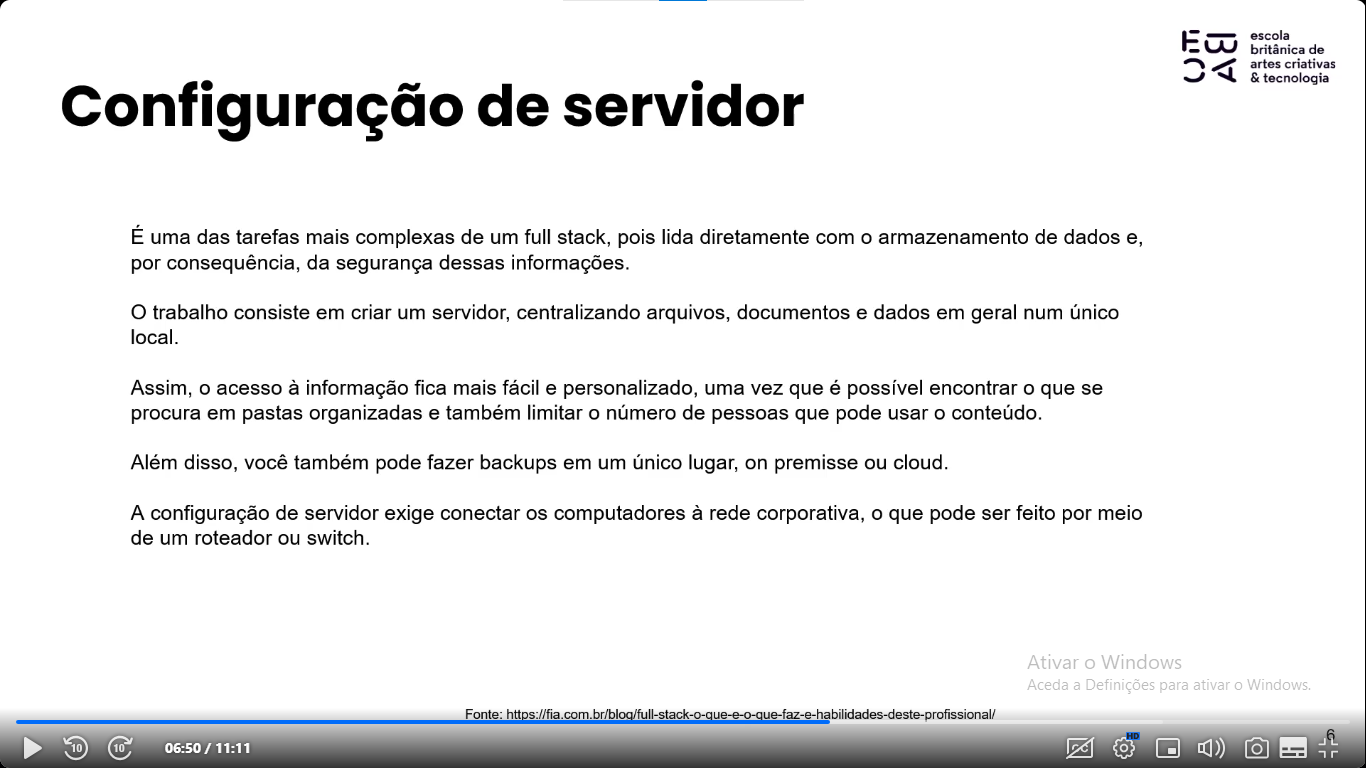 EBAC
escola
britânica de
artes criativas
& tecnologia
Configuração de servidor
É uma das tarefas mais complexas de um full stack, pois lida diretamente com o armazenamento de dados e,
por consequência, da segurança dessas informações.
O trabalho consiste em criar um servidor, centralizando arquivos, documentos e dados em geral num único
local.
Assim, o acesso à informação fica mais fácil e personalizado, uma vez que é possível encontrar o que se
procura em pastas organizadas e também limitar o número de pessoas que pode usar o conteúdo.
Além disso, você também pode fazer backups em um único lugar, on premisse ou cloud.
A configuração de servidor exige conectar os computadores à rede corporativa, o que pode ser feito por meio
de um roteador ou switch.
Ativar o Windows
Aceda a Definições para ativar o Windows.
Fonte: https://fia.com.br/blog/full-stack-o-que-e-o-que-faz-e-habilidades-deste-profissional/
6
10
10
06:50 / 11:11
CC
HD